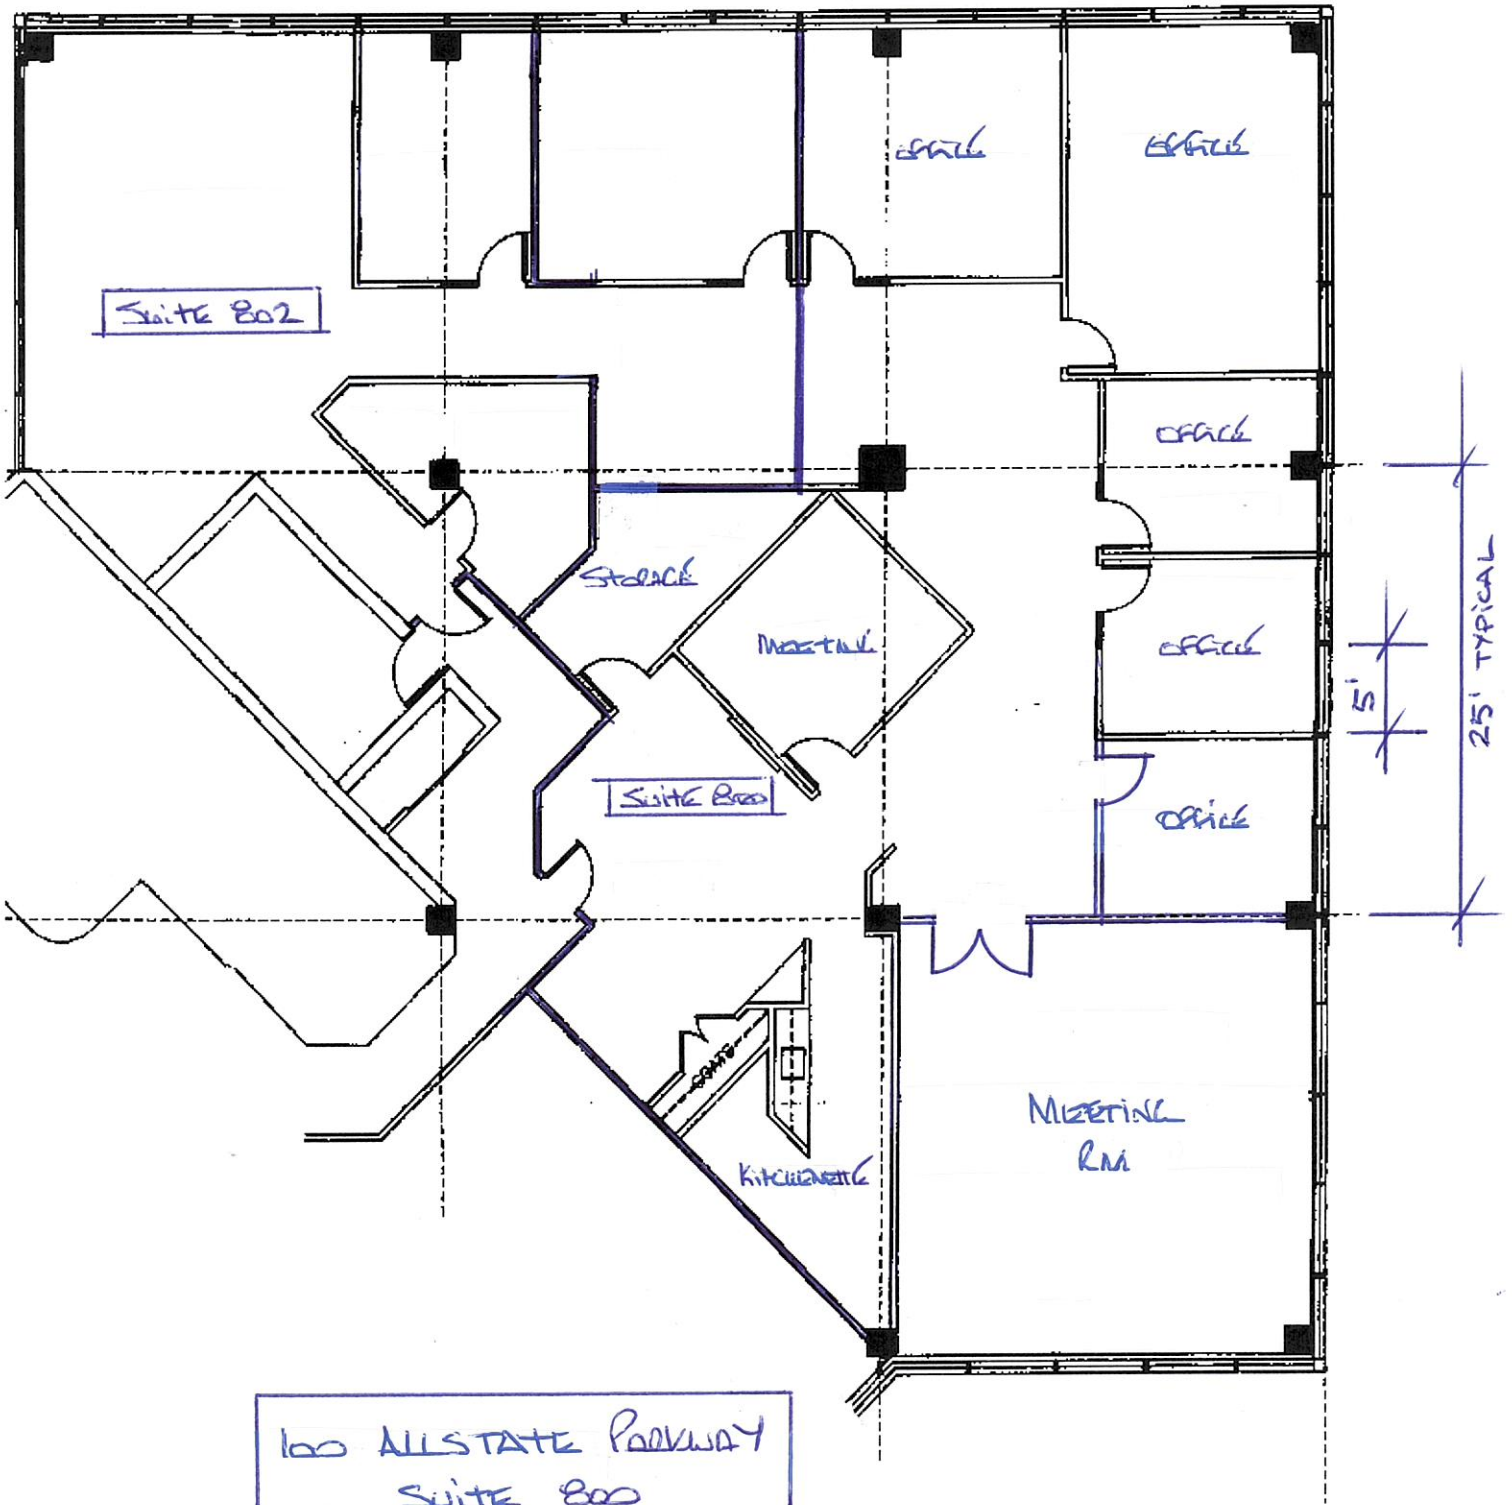 OFFICE
OFFICE
SUITE 802
OFFICE
STORAGE
MEETING
OFFICE
5'
25' TYPICAL
SUITE 800
OFFICE
COATS
MEETING
RM
KITCHENETTE
100 ALLSTATE PARKWAY
SUITE 800